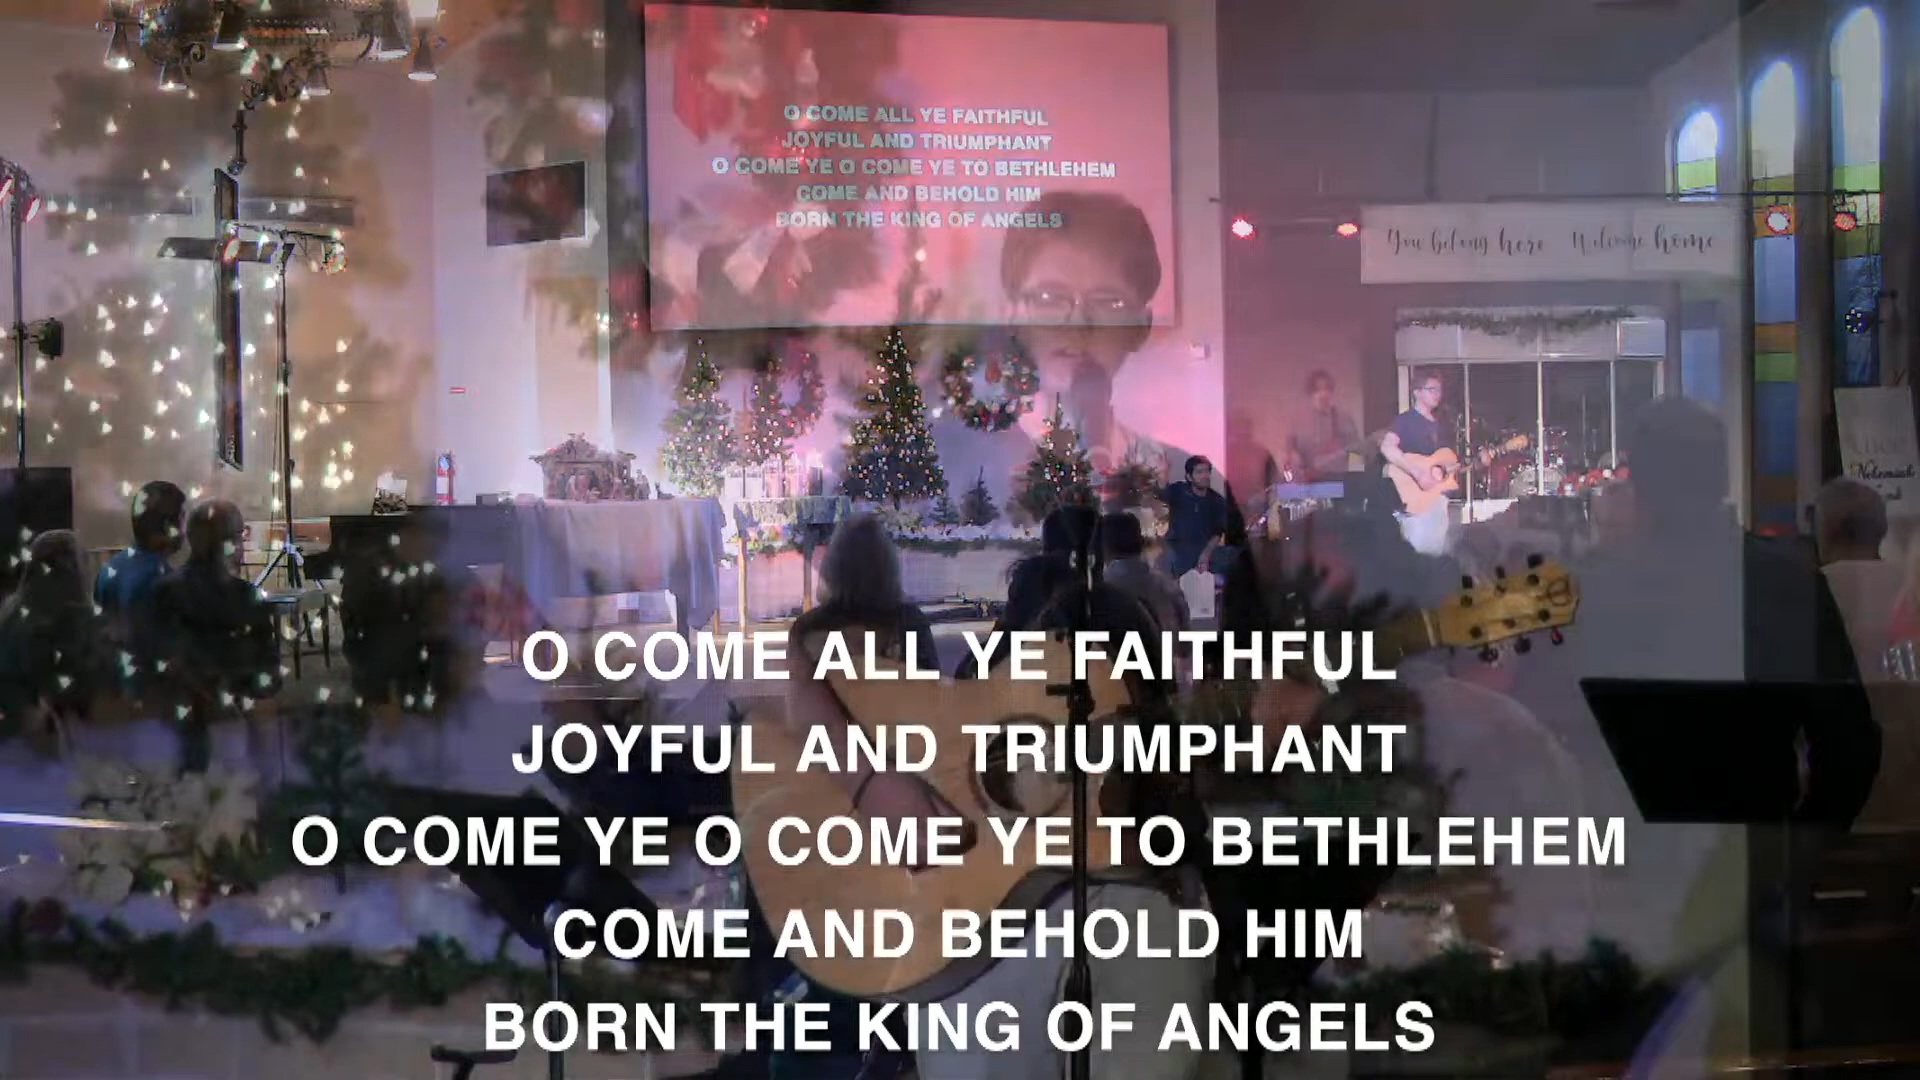 O COME ALL YE FAITHFUL
JOYFUL AND TRIUMPHANT
O COME YE O COME YE TO BETHLEHEM
COME AND BEHOLD HIM
BORN THE KING OF ANGELS
You belong here Welcome home
Nehemiah
O COME ALL YE FAITHFUL
JOYFUL AND TRIUMPHANT
O COME YE O COME YE TO BETHLEHEM
COME AND BEHOLD HIM
BORN THE KING OF ANGELS